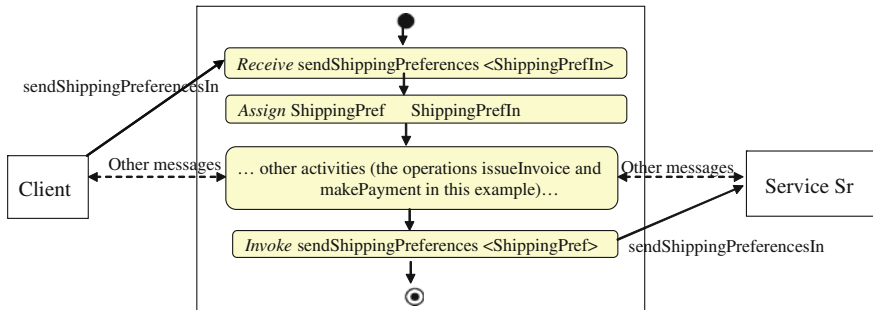 Receive sendShippingPreferences <ShippingPrefIn>
sendShippingPreferencesIn
Assign ShippingPref ShippingPrefIn
Other messages
… other activities (the operations issueInvoice and
makePayment in this example)…
Other messages
Client
Service Sr
Invoke sendShippingPreferences <ShippingPref>
sendShippingPreferencesIn